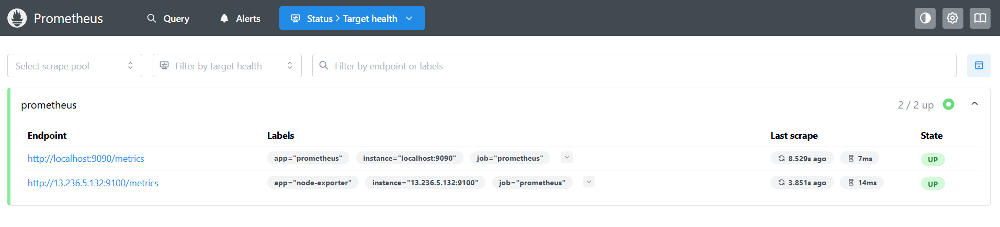 Prometheus Query Alerts Status > Target health
Select scrape pool Filter by target health Filter by endpoint or labels
prometheus 2 / 2 up
Endpoint Labels Last scrape State
http://localhost:9090/metrics app="prometheus" instance="localhost:9090" job="prometheus" 8.529s ago 7ms UP
http://13.236.5.132:9100/metrics app="node-exporter" instance="13.236.5.132:9100" job="prometheus" 3.851s ago 14ms UP